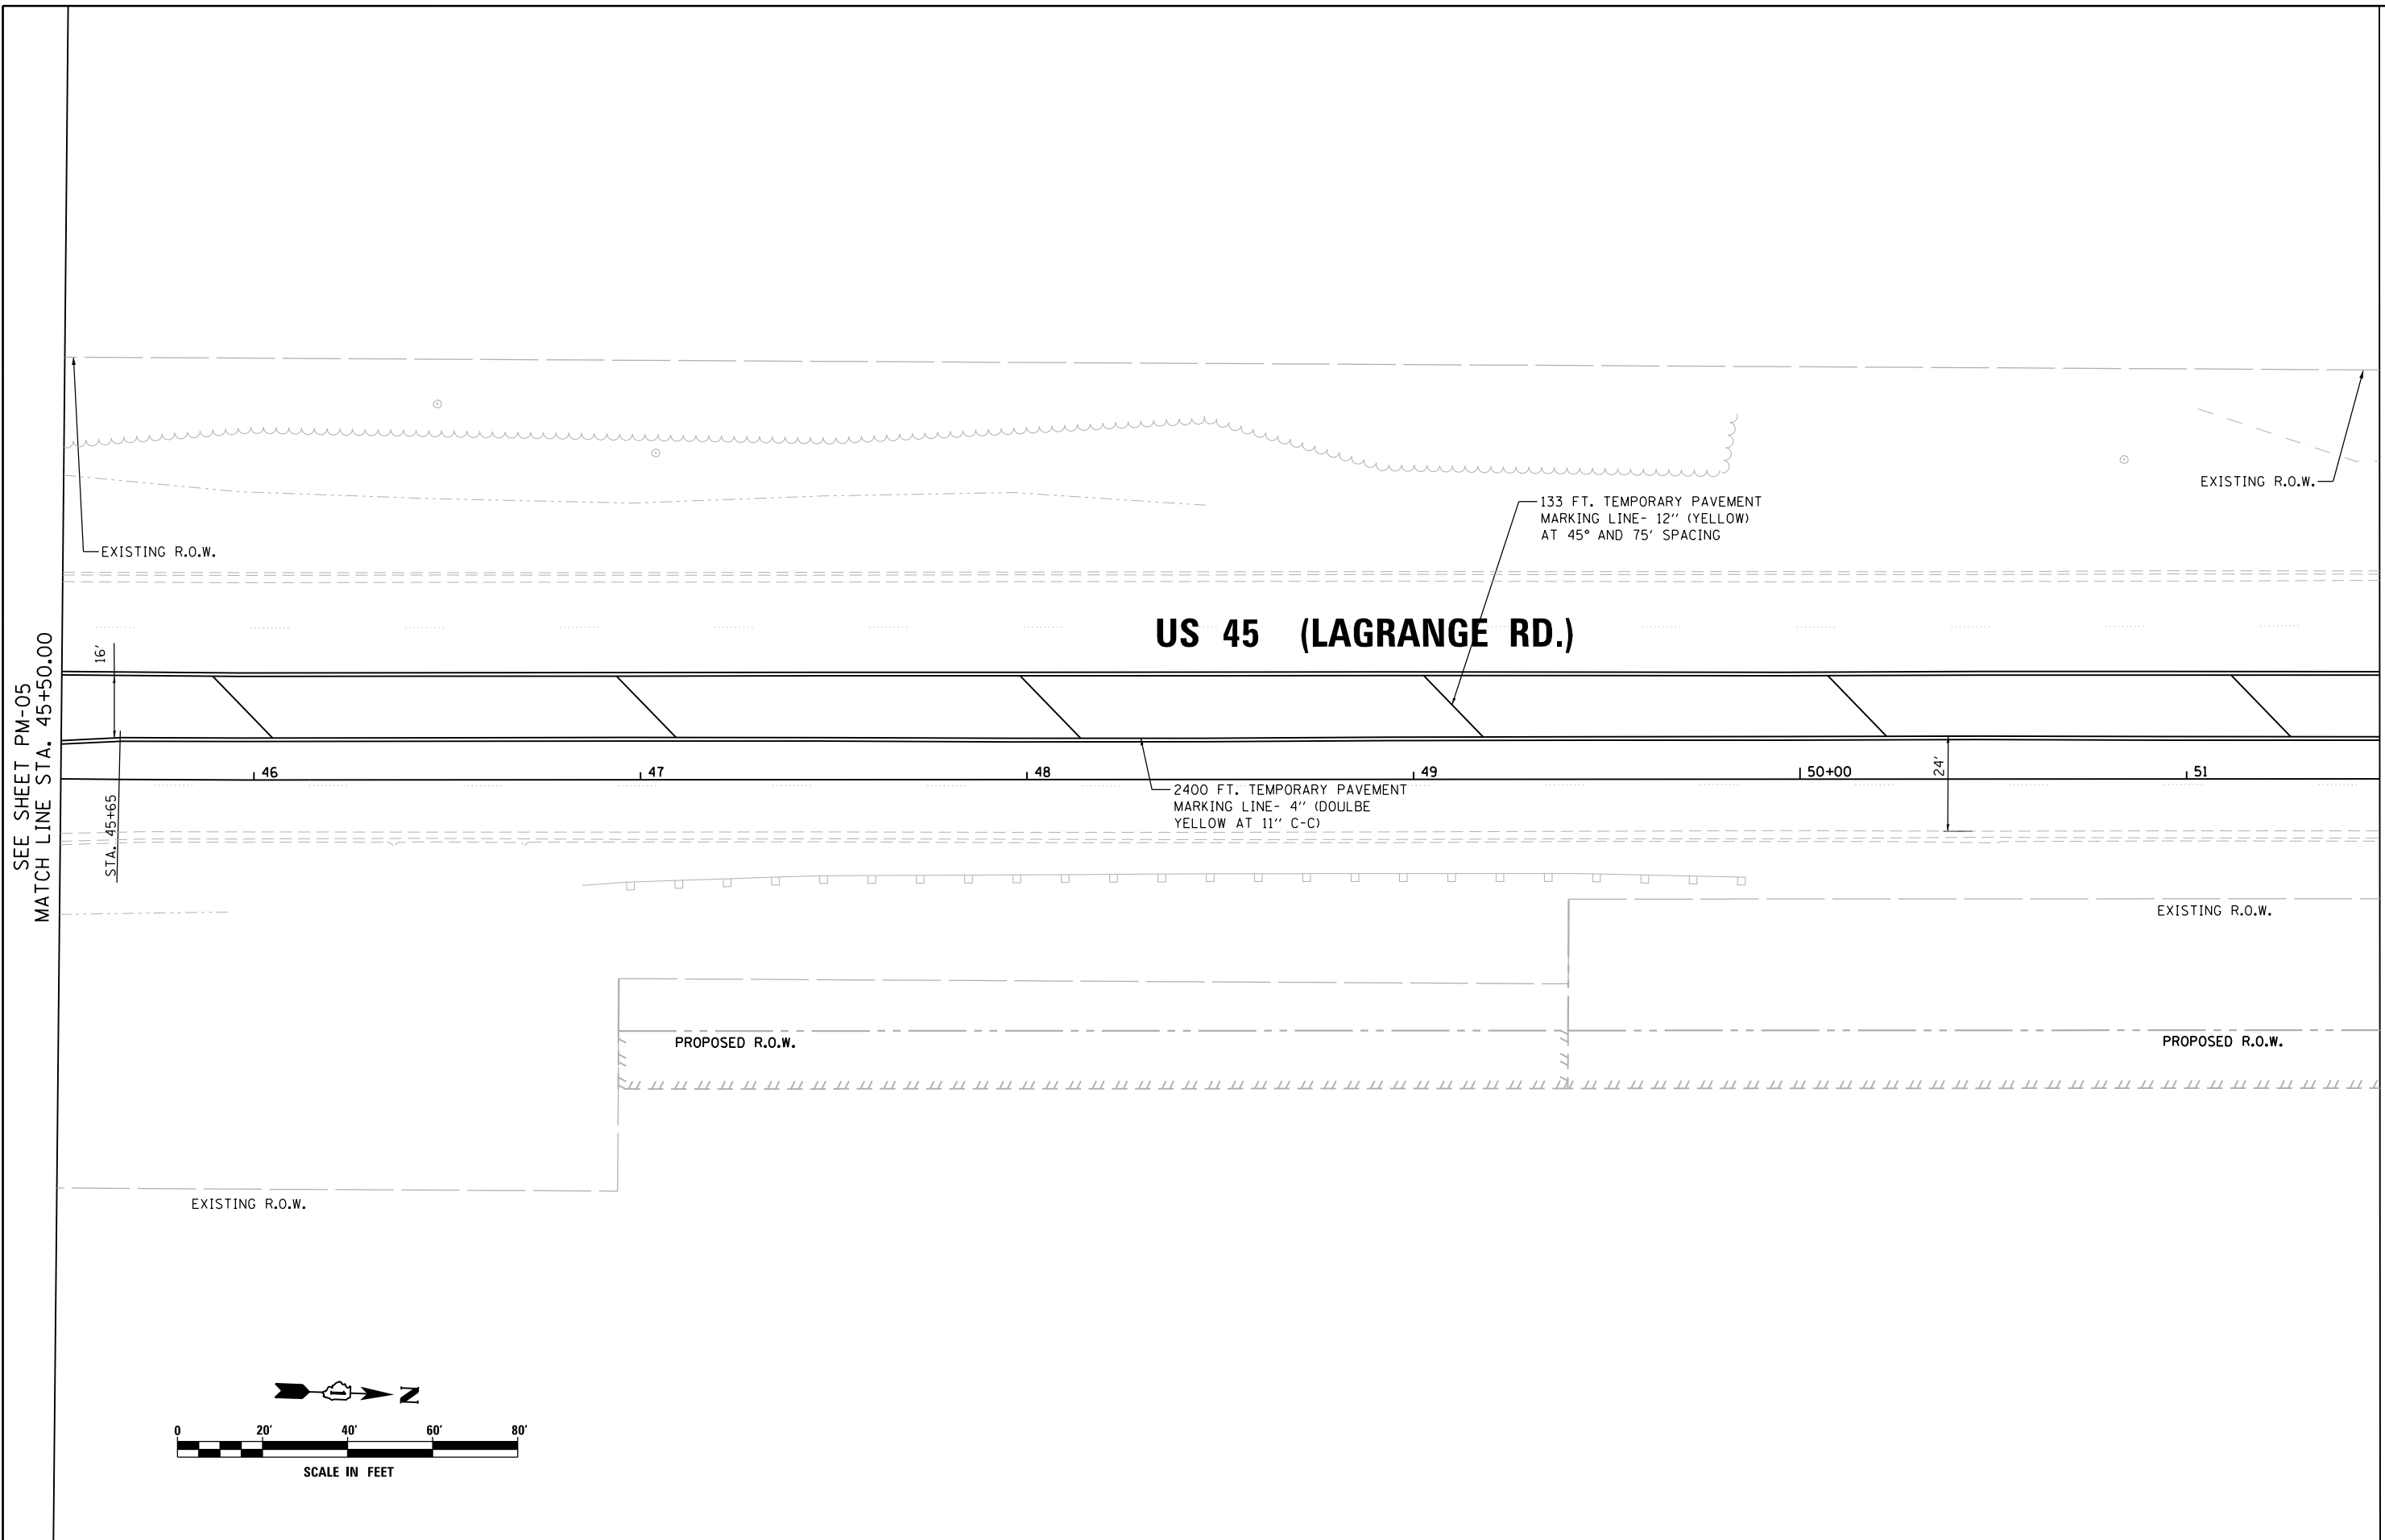 EXISTING R.O.W.
133 FT. TEMPORARY PAVEMENT
MARKING LINE- 12'' (YELLOW)
AT 45° AND 75' SPACING
EXISTING R.O.W.
US 45 (LAGRANGE RD.)
SEE SHEET PM-05
MATCH LINE STA. 45+50.00
16'
STA. 45+65
46
47
48
49
50+00
51
24'
2400 FT. TEMPORARY PAVEMENT
MARKING LINE- 4'' (DOULBE
YELLOW AT 11'' C-C)
EXISTING R.O.W.
PROPOSED R.O.W.
PROPOSED R.O.W.
EXISTING R.O.W.
N
0 20' 40' 60' 80'
SCALE IN FEET